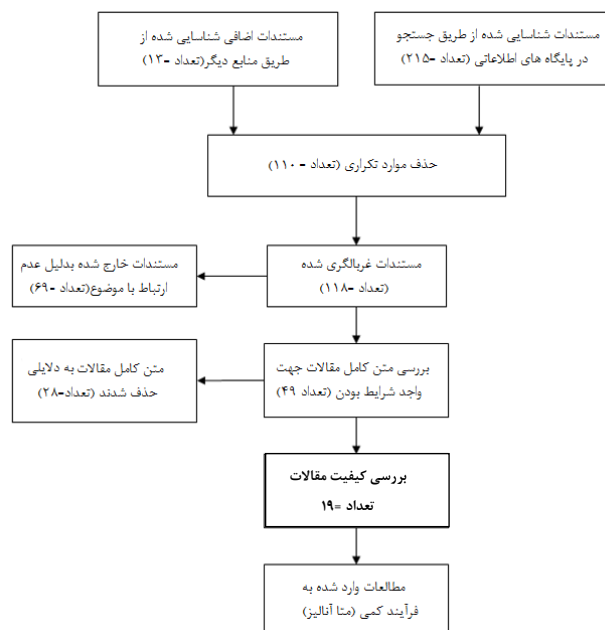 مستندات شناسایی شده از طریق جستجو
در پایگاه های اطلاعاتی (تعداد -۲۱۵)
مستندات اضافی شناسایی شده از
طریق منابع دیگر(تعداد -۱۳)
حذف موارد تکراری (تعداد - ۱۱۰)
مستندات غربالگری شده
(تعداد -۱۱۸)
مستندات خارج شده بدلیل عدم
ارتباط با موضوع(تعداد -۶۹)
بررسی متن کامل مقالات جهت
واجد شرایط بودن (تعداد ۴۹)
متن کامل مقالات به دلایلی
حذف شدند (تعداد-۲۸)
بررسی کیفیت مقالات
تعداد =۱۹
مطالعات وارد شده به
فرآیند کمی (متا آنالیز)